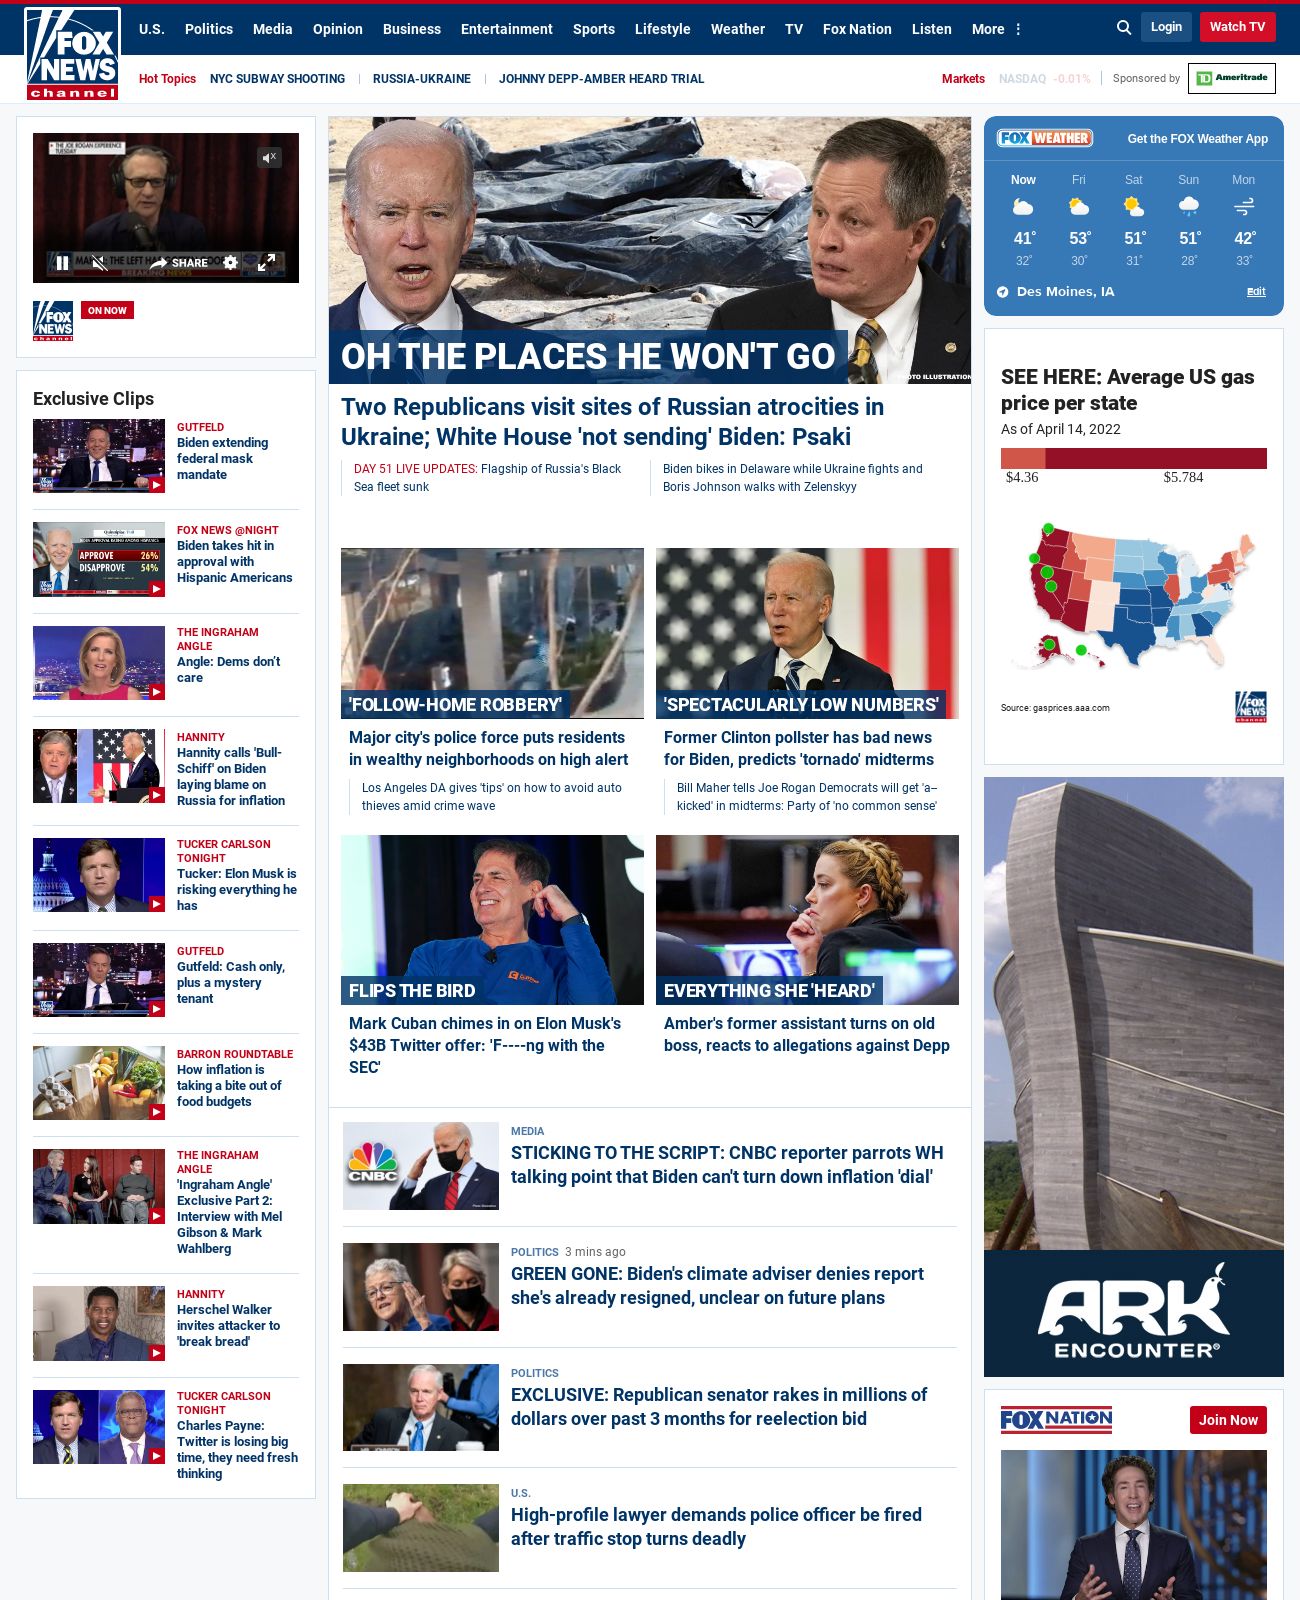 FOX
NEWS
channel
U.S. Politics Media Opinion Business Entertainment Sports Lifestyle Weather TV Fox Nation Listen More
Login
Watch TV
Hot Topics NYC SUBWAY SHOOTING RUSSIA-UKRAINE JOHNNY DEPP-AMBER HEARD TRIAL
Markets NASDAQ -0.01% Sponsored by TD Ameritrade
THE JOE ROGAN EXPERIENCE
TUESDAY
SHARE
FOX
NEWS
channel
ON NOW
Exclusive Clips
GUTFELD
Biden extending
federal mask
mandate
APPROVE 26%
DISAPPROVE 54%
FOX NEWS @NIGHT
Biden takes hit in
approval with
Hispanic Americans
THE INGRAHAM
ANGLE
Angle: Dems don't
care
HANNITY
Hannity calls 'Bull-
Schiff' on Biden
laying blame on
Russia for inflation
TUCKER CARLSON
TONIGHT
Tucker: Elon Musk is
risking everything he
has
GUTFELD
Gutfeld: Cash only,
plus a mystery
tenant
BARRON ROUNDTABLE
How inflation is
taking a bite out of
food budgets
THE INGRAHAM
ANGLE
'Ingraham Angle'
Exclusive Part 2:
Interview with Mel
Gibson & Mark
Wahlberg
HANNITY
Herschel Walker
invites attacker to
'break bread'
TUCKER CARLSON
TONIGHT
Charles Payne:
Twitter is losing big
time, they need fresh
thinking
OH THE PLACES HE WON'T GO
PHOTO ILLUSTRATION
Two Republicans visit sites of Russian atrocities in
Ukraine; White House 'not sending' Biden: Psaki
DAY 51 LIVE UPDATES: Flagship of Russia's Black
Sea fleet sunk
Biden bikes in Delaware while Ukraine fights and
Boris Johnson walks with Zelenskyy
'FOLLOW-HOME ROBBERY'
Major city's police force puts residents
in wealthy neighborhoods on high alert
Los Angeles DA gives 'tips' on how to avoid auto
thieves amid crime wave
'SPECTACULARLY LOW NUMBERS'
Former Clinton pollster has bad news
for Biden, predicts 'tornado' midterms
Bill Maher tells Joe Rogan Democrats will get 'a--
kicked' in midterms: Party of 'no common sense'
FLIPS THE BIRD
Mark Cuban chimes in on Elon Musk's
$43B Twitter offer: 'F----ng with the
SEC'
EVERYTHING SHE 'HEARD'
Amber's former assistant turns on old
boss, reacts to allegations against Depp
CNBC
MEDIA
STICKING TO THE SCRIPT: CNBC reporter parrots WH
talking point that Biden can't turn down inflation 'dial'
POLITICS 3 mins ago
GREEN GONE: Biden's climate adviser denies report
she's already resigned, unclear on future plans
POLITICS
EXCLUSIVE: Republican senator rakes in millions of
dollars over past 3 months for reelection bid
U.S.
High-profile lawyer demands police officer be fired
after traffic stop turns deadly
FOX WEATHER
Get the FOX Weather App
Now Fri Sat Sun Mon
41° 53° 51° 51° 42°
32° 30° 31° 28° 33°
Des Moines, IA
Edit
SEE HERE: Average US gas
price per state
As of April 14, 2022
$4.36 $5.784
Source: gasprices.aaa.com
FOX
NEWS
channel
ARK
ENCOUNTER®
FOX NATION
Join Now